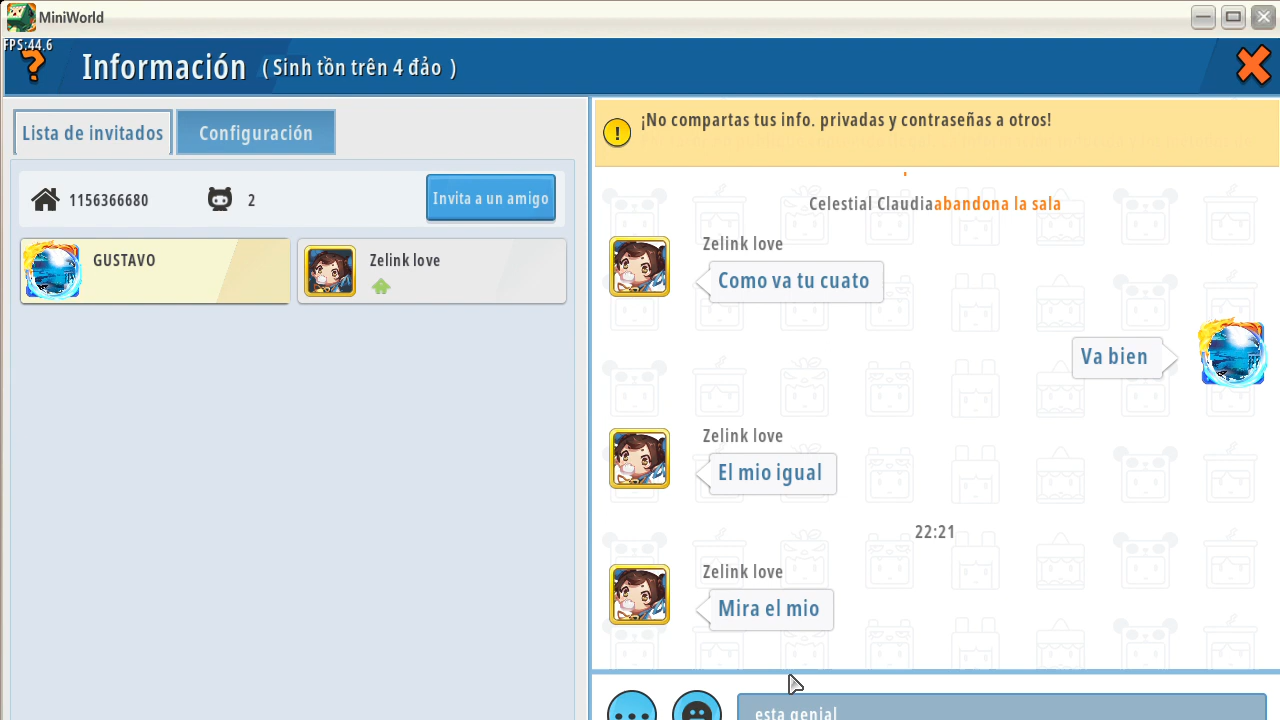 MiniWorld
FPS:44.6
Información ( Sinh tồn trên 4 đảo )
Lista de invitados
Configuración
1156366680
2
Invita a un amigo
GUSTAVO
Zelink love
¡No compartas tus info. privadas y contraseñas a otros!
Celestial Claudiaabandona la sala
Zelink love
Como va tu cuato
Va bien
Zelink love
El mio igual
22:21
Zelink love
Mira el mio
esta genial